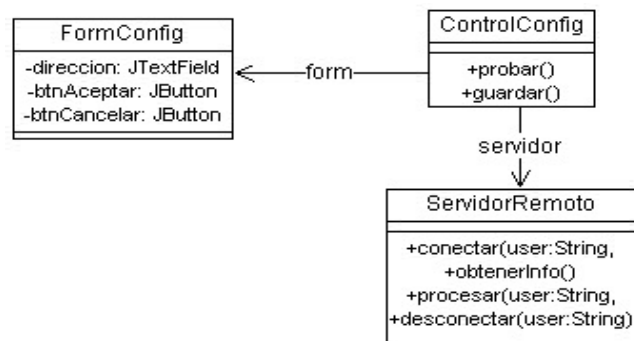 FormConfig
-direccion: JTextField
-btnAceptar: JButton
-btnCancelar: JButton
form
ControlConfig
+probar()
+guardar()
servidor
ServidorRemoto
+conectar(user:String,
+obtenerInfo()
+procesar(user:String,
+desconectar(user:String)